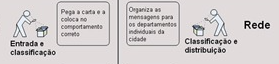 Pega a carta e a
coloca no
comportamento
correto
Entrada e
classificação
Organiza as
mensagens para
os departamentos
individuais da
cidade
Classificação e
distribuição
Rede